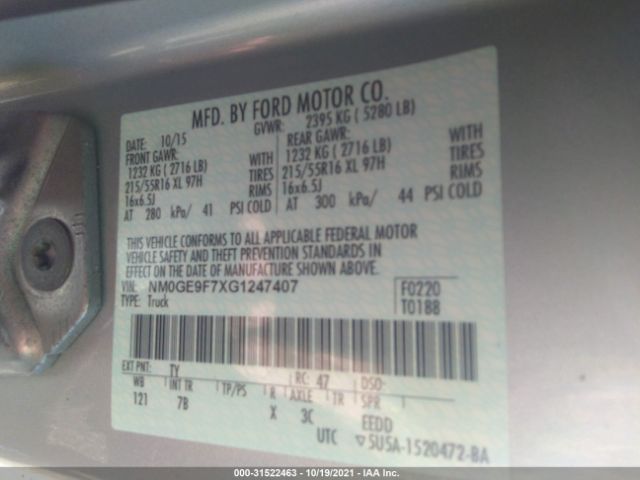 MFD. BY FORD MOTOR CO.
DATE: 10/15 GVWR: 2395 KG ( 5280 LB)
FRONT GAWR: REAR GAWR:
1232 KG ( 2716 LB) WITH 1232 KG ( 2716 LB) WITH
215/55R16 XL 97H TIRES 215/55R16 XL 97H TIRES
16x6.5J RIMS 16x6.5J RIMS
AT 280 kPa/ 41 PSI COLD AT 300 kPa/ 44 PSI COLD
THIS VEHICLE CONFORMS TO ALL APPLICABLE FEDERAL MOTOR
VEHICLE SAFETY AND THEFT PREVENTION STANDARDS IN
EFFECT ON THE DATE OF MANUFACTURE SHOWN ABOVE.
VIN: NM0GE9F7XG1247407 F0220
TYPE: Truck T01BB
EXT PNT: TY RC: 47 DSO:
WB INT TR TP/PS R AXLE TR SPR
121 7B X 3C EEDD
UTC ▽5U5A-1520472-BA
000-31522463 - 10/19/2021 - IAA Inc.